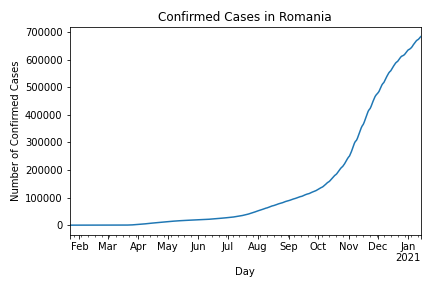 Confirmed Cases in Romania
Number of Confirmed Cases
700000
600000
500000
400000
300000
200000
100000
0
Feb Mar Apr May Jun Jul Aug Sep Oct Nov Dec Jan
2021
Day